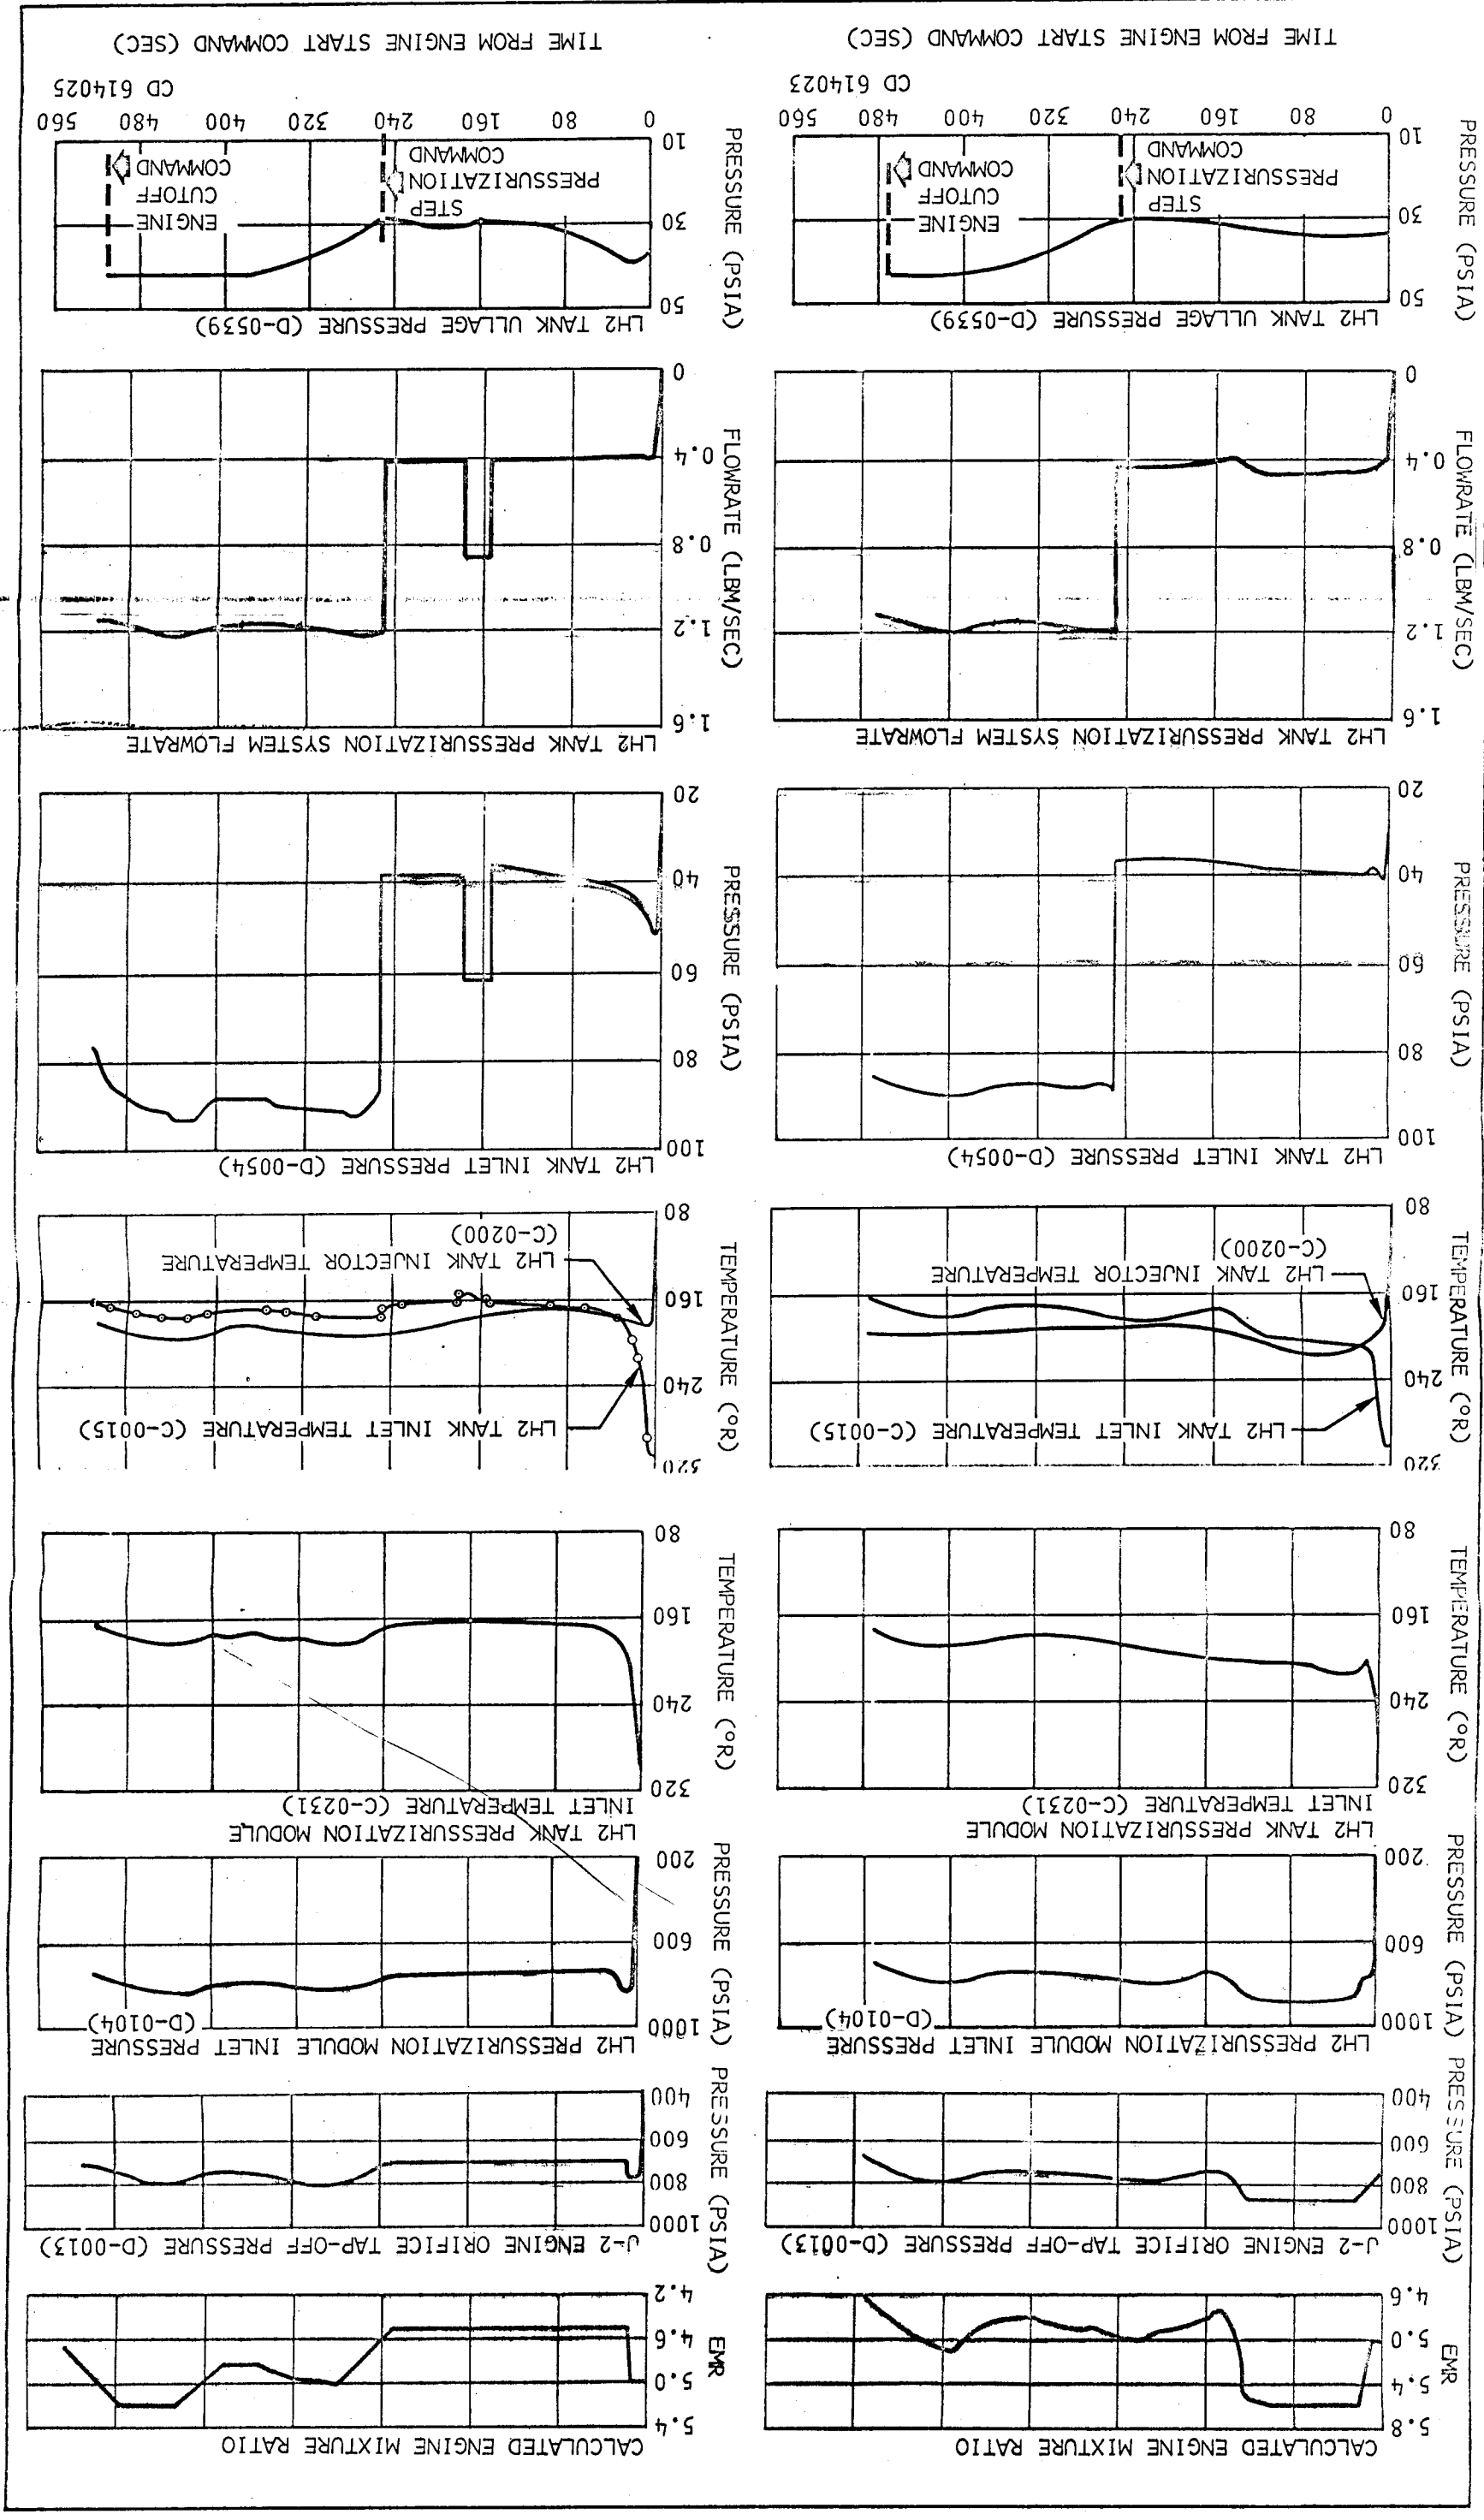 CALCULATED ENGINE MIXTURE RATIO
EMR
5.8
5.4
5.0
4.6
J-2 ENGINE ORIFICE TAP-OFF PRESSURE (D-0013)
PRESSURE (PSIA)
1000
800
600
400
LH2 PRESSURIZATION MODULE INLET PRESSURE
(D-0104)
PRESSURE (PSIA)
1000
600
200
LH2 TANK PRESSURIZATION MODULE
INLET TEMPERATURE (C-0231)
TEMPERATURE (°R)
320
240
160
80
TEMPERATURE (°R)
320
240
160
80
LH2 TANK INLET TEMPERATURE (C-0015)
LH2 TANK INJECTOR TEMPERATURE
(C-0200)
LH2 TANK INLET PRESSURE (D-0054)
PRESSURE (PSIA)
100
80
60
40
20
LH2 TANK PRESSURIZATION SYSTEM FLOWRATE
FLOWRATE (LBM/SEC)
1.6
1.2
0.8
0.4
0
LH2 TANK ULLAGE PRESSURE (D-0539)
PRESSURE (PSIA)
50
30
10
STEP
PRESSURIZATION
COMMAND
ENGINE
CUTOFF
COMMAND
0 80 160 240 320 400 480 560
CD 614023
TIME FROM ENGINE START COMMAND (SEC)
CALCULATED ENGINE MIXTURE RATIO
EMR
5.4
5.0
4.6
4.2
J-2 ENGINE ORIFICE TAP-OFF PRESSURE (D-0013)
PRESSURE (PSIA)
1000
800
600
400
LH2 PRESSURIZATION MODULE INLET PRESSURE
(D-0104)
PRESSURE (PSIA)
1000
600
200
LH2 TANK PRESSURIZATION MODULE
INLET TEMPERATURE (C-0231)
TEMPERATURE (°R)
320
240
160
80
TEMPERATURE (°R)
320
240
160
80
LH2 TANK INLET TEMPERATURE (C-0015)
LH2 TANK INJECTOR TEMPERATURE
(C-0200)
LH2 TANK INLET PRESSURE (D-0054)
PRESSURE (PSIA)
100
80
60
40
20
LH2 TANK PRESSURIZATION SYSTEM FLOWRATE
FLOWRATE (LBM/SEC)
1.6
1.2
0.8
0.4
0
LH2 TANK ULLAGE PRESSURE (D-0539)
PRESSURE (PSIA)
50
30
10
STEP
PRESSURIZATION
COMMAND
ENGINE
CUTOFF
COMMAND
0 80 160 240 320 400 480 560
CD 614025
TIME FROM ENGINE START COMMAND (SEC)